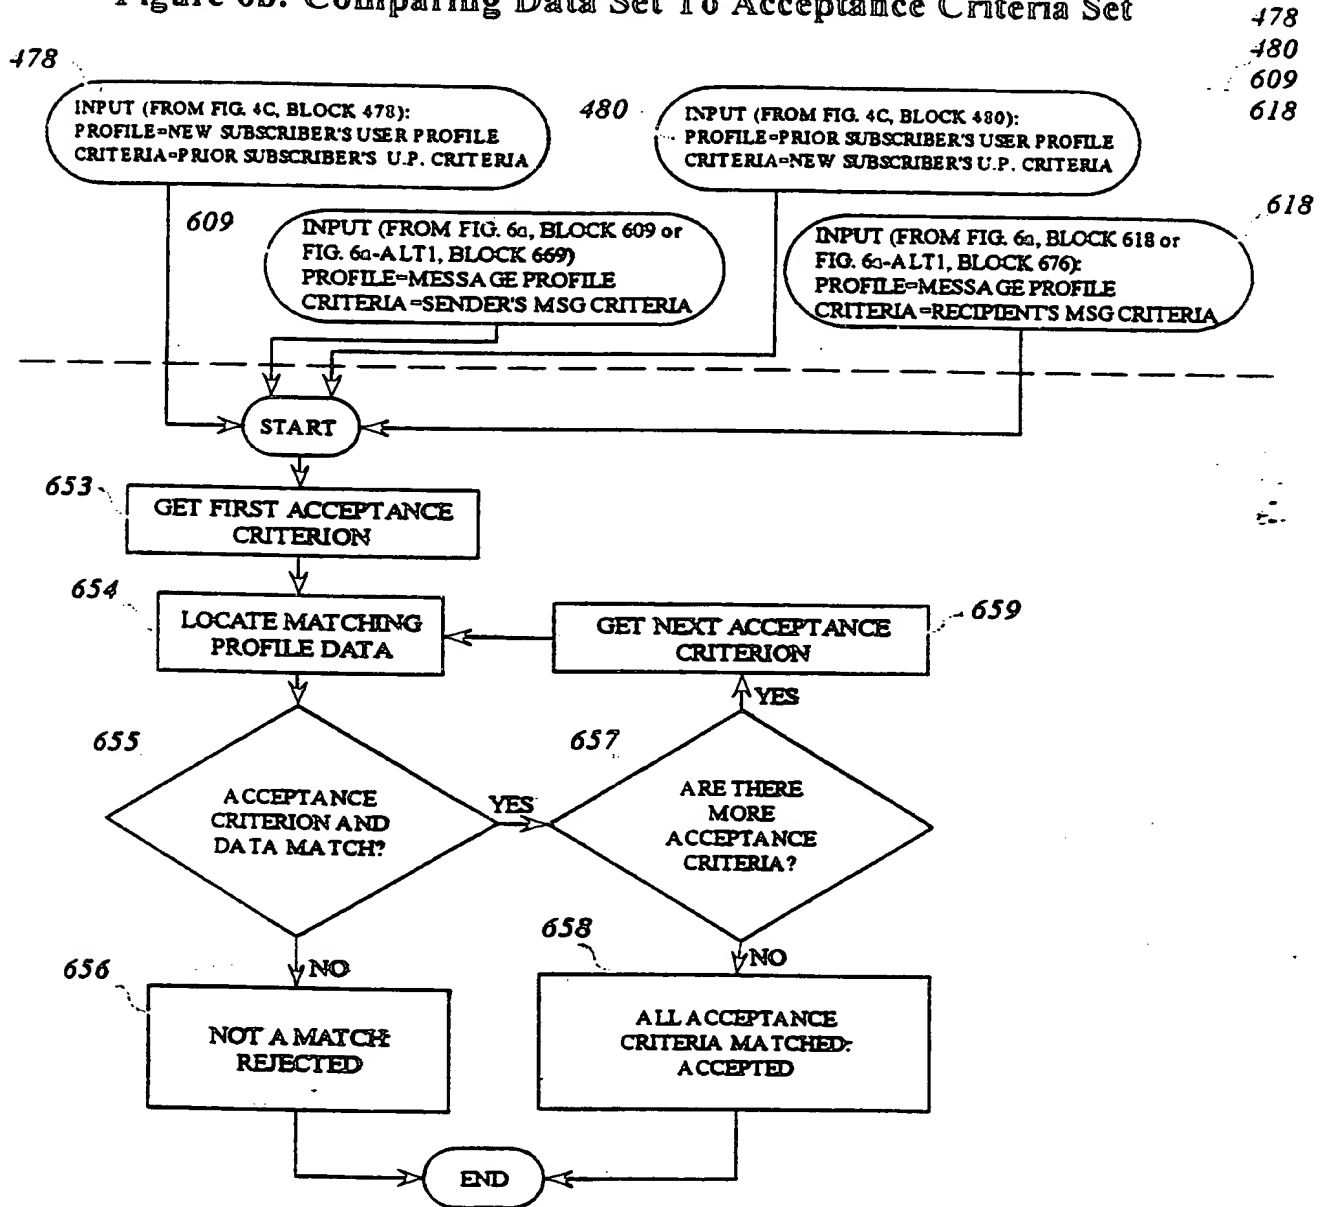 Figure 6b: Comparing Data Set To Acceptance Criteria Set
478
480
609
618
478
INPUT (FROM FIG. 4C, BLOCK 478):
PROFILE=NEW SUBSCRIBER'S USER PROFILE
CRITERIA=PRIOR SUBSCRIBER'S U.P. CRITERIA
480
INPUT (FROM FIG. 4C, BLOCK 480):
PROFILE=PRIOR SUBSCRIBER'S USER PROFILE
CRITERIA=NEW SUBSCRIBER'S U.P. CRITERIA
609
INPUT (FROM FIG. 6a, BLOCK 609 or
FIG. 6a-ALT1, BLOCK 669)
PROFILE=MESSAGE PROFILE
CRITERIA=SENDER'S MSG CRITERIA
618
INPUT (FROM FIG. 6a, BLOCK 618 or
FIG. 6a-ALT1, BLOCK 676):
PROFILE=MESSAGE PROFILE
CRITERIA=RECIPIENT'S MSG CRITERIA
START
653
GET FIRST ACCEPTANCE
CRITERION
654
LOCATE MATCHING
PROFILE DATA
GET NEXT ACCEPTANCE
CRITERION
659
YES
655
ACCEPTANCE
CRITERION AND
DATA MATCH?
YES
657
ARE THERE
MORE
ACCEPTANCE
CRITERIA?
NO
656
NOT A MATCH:
REJECTED
NO
658
ALL ACCEPTANCE
CRITERIA MATCHED:
ACCEPTED
END